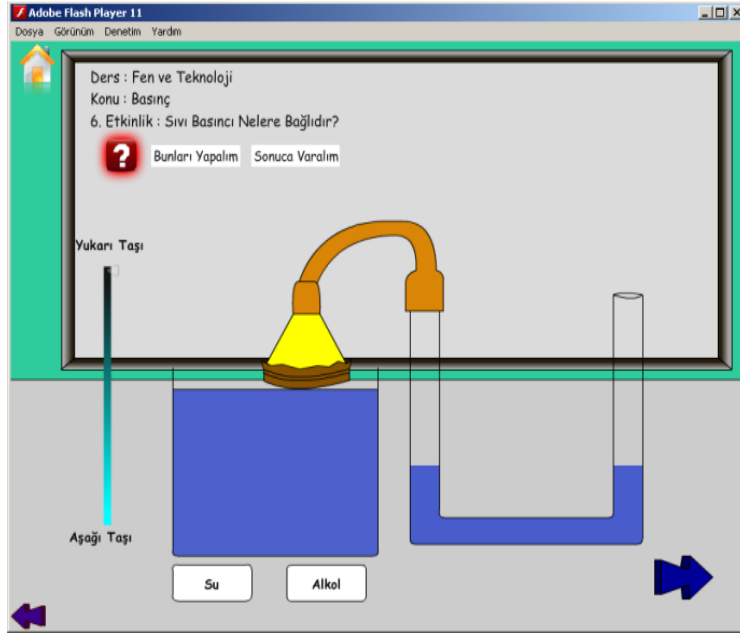 Adobe Flash Player 11
Dosya Görünüm Denetim Yardım
Ders : Fen ve Teknoloji
Konu : Basınç
6. Etkinlik : Sıvı Basıncı Nelere Bağlıdır?
? Bunları Yapalım Sonuca Varalım
Yukarı Taşı
Aşağı Taşı
Su Alkol